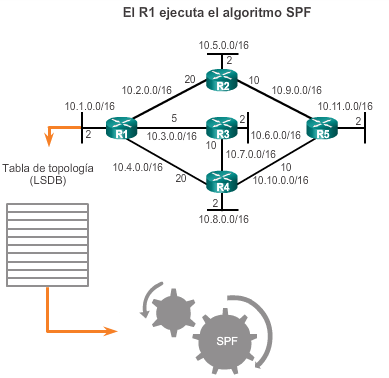 El R1 ejecuta el algoritmo SPF
10.5.0.0/16
2
20
R2
10
10.2.0.0/16
10.9.0.0/16
10.1.0.0/16
10.11.0.0/16
2
R1
5
10.3.0.0/16
R3
2
10.6.0.0/16
R5
2
10
10.7.0.0/16
10.4.0.0/16
20
R4
10
10.10.0.0/16
2
10.8.0.0/16
Tabla de topología
(LSDB)
SPF